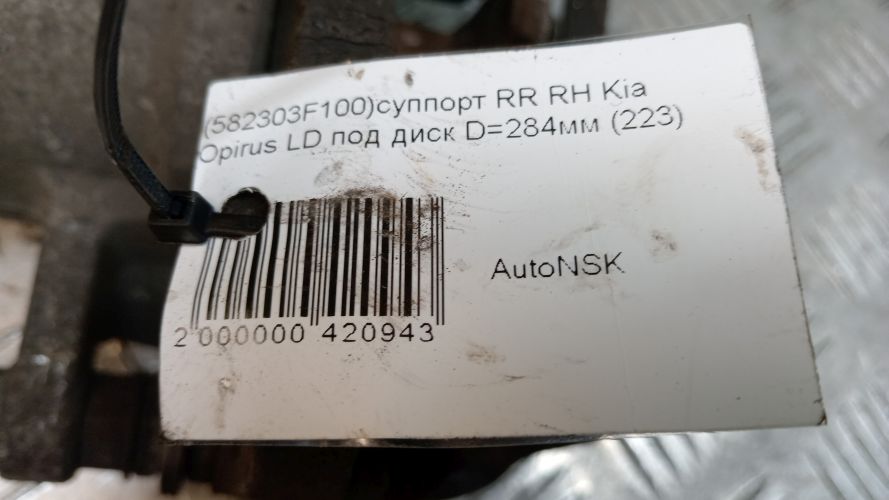 (582303F100)суппорт RR RH Kia
Opirus LD под диск D=284мм (223)
AutoNSK
2 000000 420943